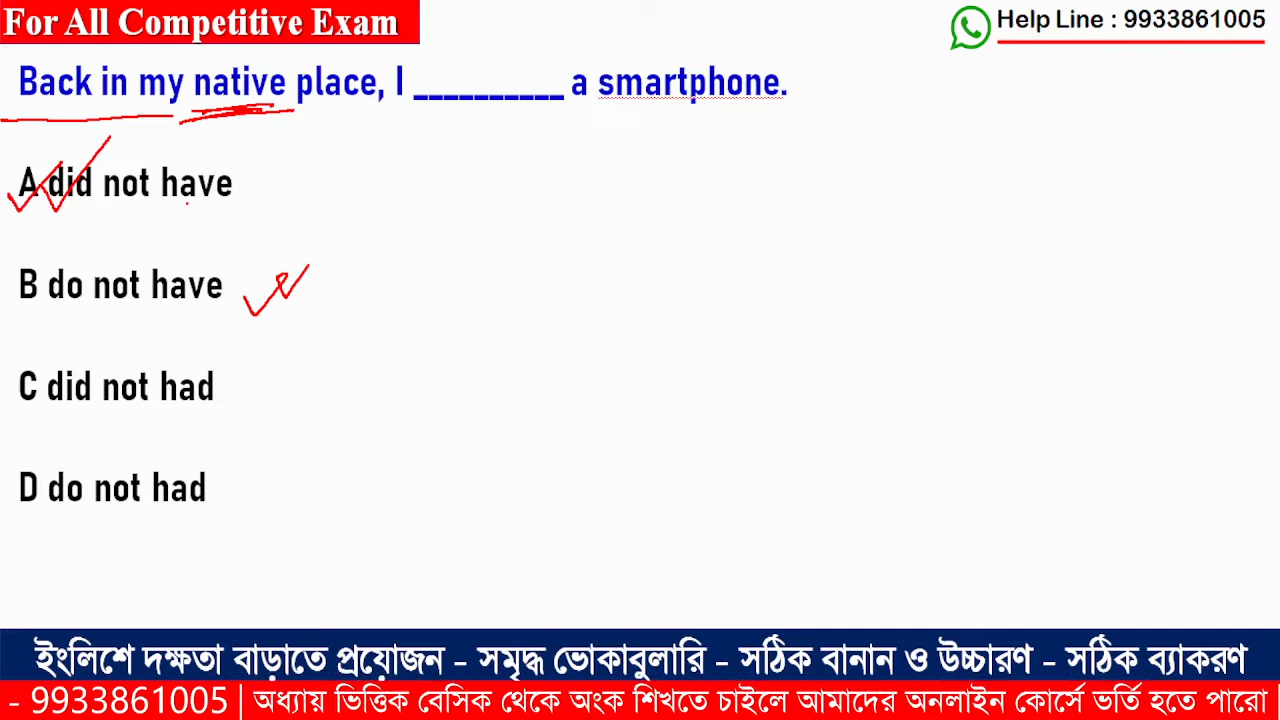 For All Competitive Exam
Help Line : 9933861005
Back in my native place, I __________ a smartphone.
A did not have
B do not have
C did not had
D do not had
ইংলিশে দক্ষতা বাড়াতে প্রয়োজন - সমৃদ্ধ ভোকাবুলারি - সঠিক বানান ও উচ্চারণ - সঠিক ব্যাকরণ
- 9933861005 | অধ্যায় ভিত্তিক বেসিক থেকে অংক শিখতে চাইলে আমাদের অনলাইন কোর্সে ভর্তি হতে পারো